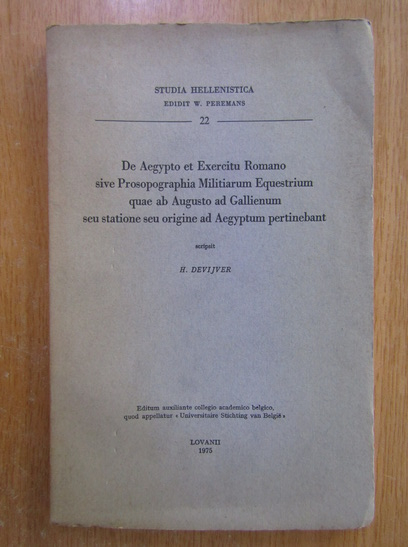 STUDIA HELLENISTICA
EDIDIT W. PEREMANS
22
De Aegypto et Exercitu Romano
sive Prosopographia Militiarum Equestrium
quae ab Augusto ad Gallienum
seu statione seu origine ad Aegyptum pertinebant
scripsit
H. DEVIJVER
Editum auxiliante collegio academico belgico,
quod appellatur « Universitaire Stichting van België »
LOVANII
1975